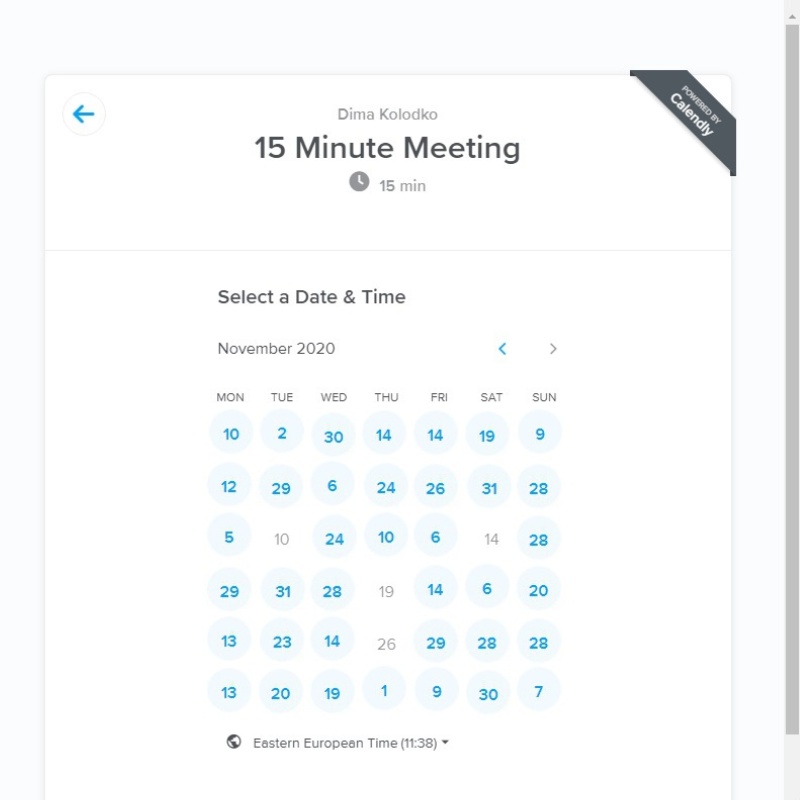 POWERED BY
Calendly
Dima Kolodko
15 Minute Meeting
15 min
Select a Date & Time
November 2020
MON TUE WED THU FRI SAT SUN
10 2 30 14 14 19 9
12 29 6 24 26 31 28
5 10 24 10 6 14 28
29 31 28 19 14 6 20
13 23 14 26 29 28 28
13 20 19 1 9 30 7
Eastern European Time (11:38)